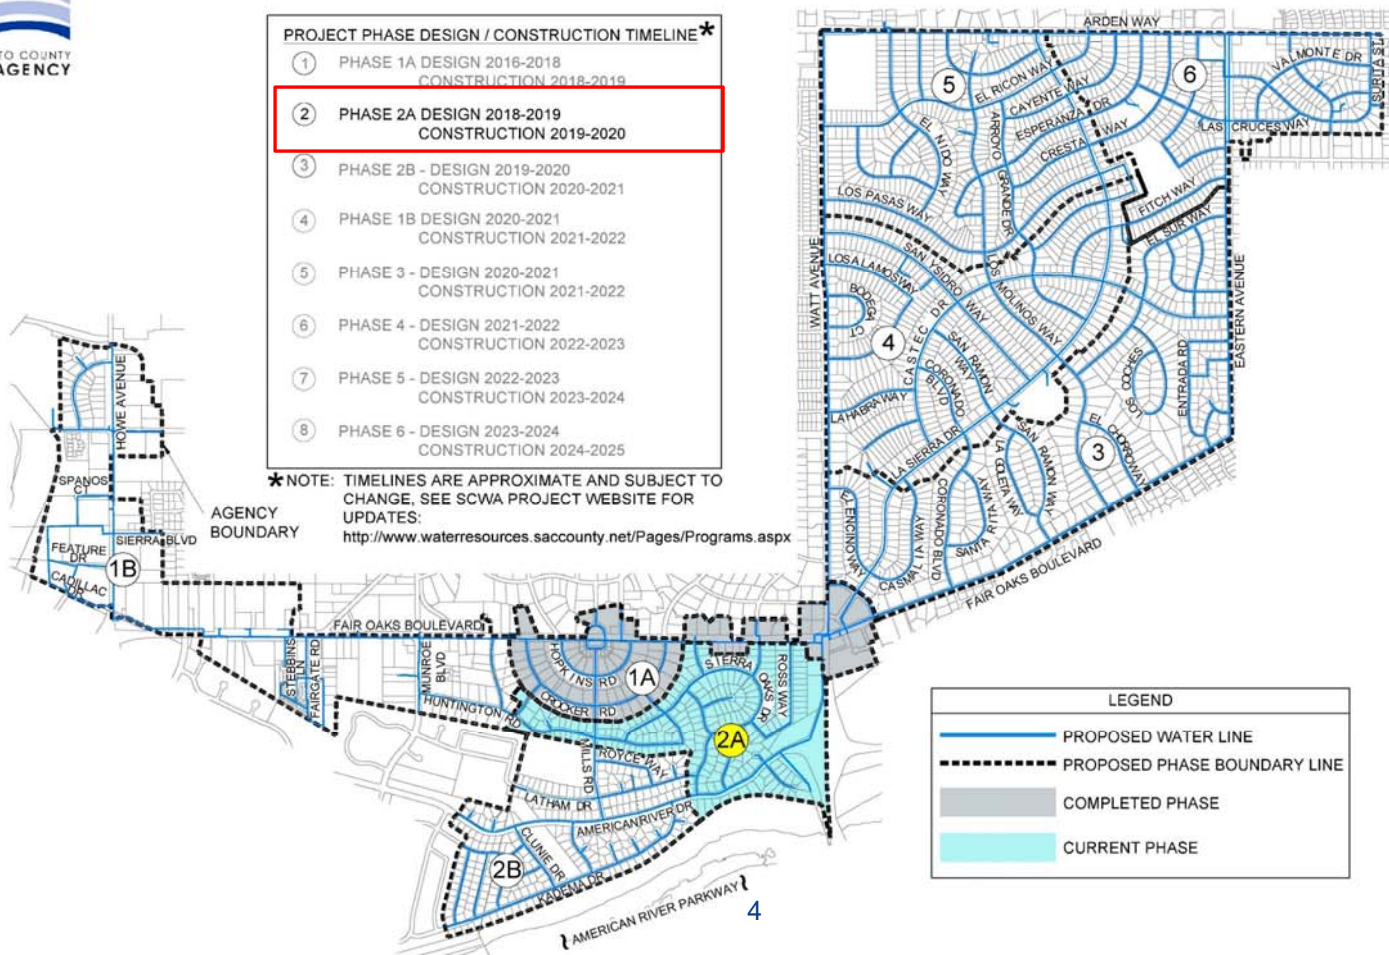 TO COUNTY
AGENCY
PROJECT PHASE DESIGN / CONSTRUCTION TIMELINE*
1 PHASE 1A DESIGN 2016-2018
CONSTRUCTION 2018-2019
2 PHASE 2A DESIGN 2018-2019
CONSTRUCTION 2019-2020
3 PHASE 2B - DESIGN 2019-2020
CONSTRUCTION 2020-2021
4 PHASE 1B DESIGN 2020-2021
CONSTRUCTION 2021-2022
5 PHASE 3 - DESIGN 2020-2021
CONSTRUCTION 2021-2022
6 PHASE 4 - DESIGN 2021-2022
CONSTRUCTION 2022-2023
7 PHASE 5 - DESIGN 2022-2023
CONSTRUCTION 2023-2024
8 PHASE 6 - DESIGN 2023-2024
CONSTRUCTION 2024-2025
*NOTE: TIMELINES ARE APPROXIMATE AND SUBJECT TO
CHANGE, SEE SCWA PROJECT WEBSITE FOR
UPDATES:
http://www.waterresources.saccounty.net/Pages/Programs.aspx
ARDEN WAY
VALMONTE DR
SURITA ST
5
6
EL RICON WAY
CAYENTE WAY
ESPERANZA DR
CRESTA WAY
LAS CRUCES WAY
EL NIDO WAY
ARROYO GRANDE DR
LOS PASAS WAY
FITCH WAY
EL SUR WAY
WATT AVENUE
EASTERN AVENUE
SAN YSIDRO WAY
LOS ALAMOS WAY
LOS MOLINOS WAY
BODEGA
CT
4
CASTEC DR
SAN RAMON
WAY
CORONADO
BLVD
LOS COCHES
ENTRADA RD
LA HABRA WAY
LA SIERRA DR
EL CHORRO WAY
3
SAN RAMON WAY
LA GOLETA WAY
SANTA RITA WAY
CORONADO BLVD
CASMALIA WAY
EL ENCINO WAY
FAIR OAKS BOULEVARD
HOWE AVENUE
SPANOS
CT
AGENCY
BOUNDARY
SIERRA BLVD
FEATURE
DR
1B
CADILLAC
DR
FAIR OAKS BOULEVARD
STEBBINS
LN
FAIRGATE RD
MUNROE
BLVD
HUNTINGTON RD
HOPKINS RD
1A
CROCKER RD
SIERRA
OAKS DR
ROSS WAY
2A
MILLS RD
ROYCE WAY
LATHAM DR
AMERICAN RIVER DR
CLUNIE DR
2B
KADEMA DR
AMERICAN RIVER PARKWAY
4
LEGEND
PROPOSED WATER LINE
PROPOSED PHASE BOUNDARY LINE
COMPLETED PHASE
CURRENT PHASE